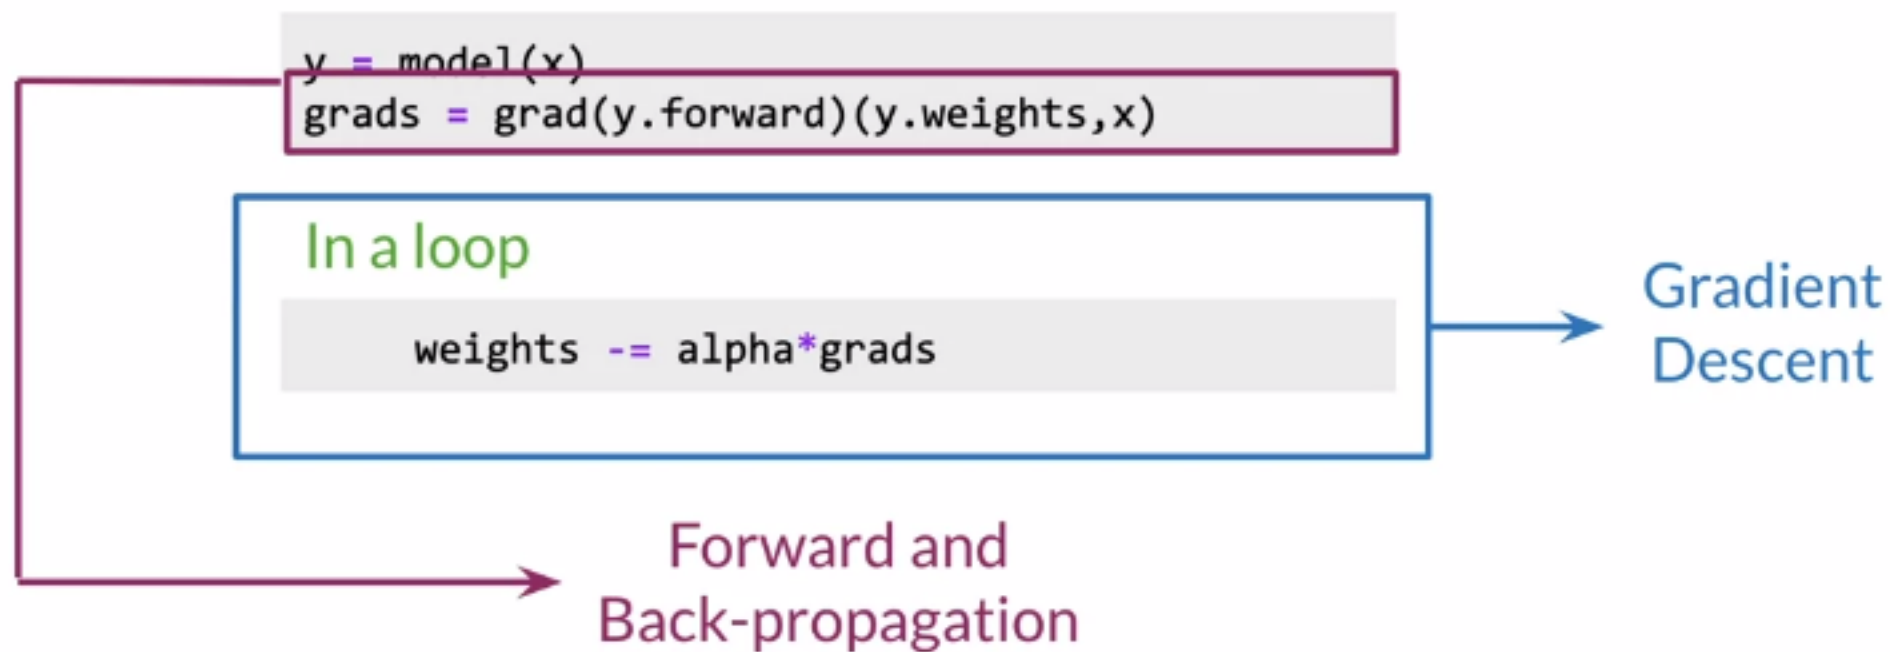 y = model(x)
grads = grad(y.forward)(y.weights,x)
In a loop
weights -= alpha*grads
Gradient
Descent
Forward and
Back-propagation